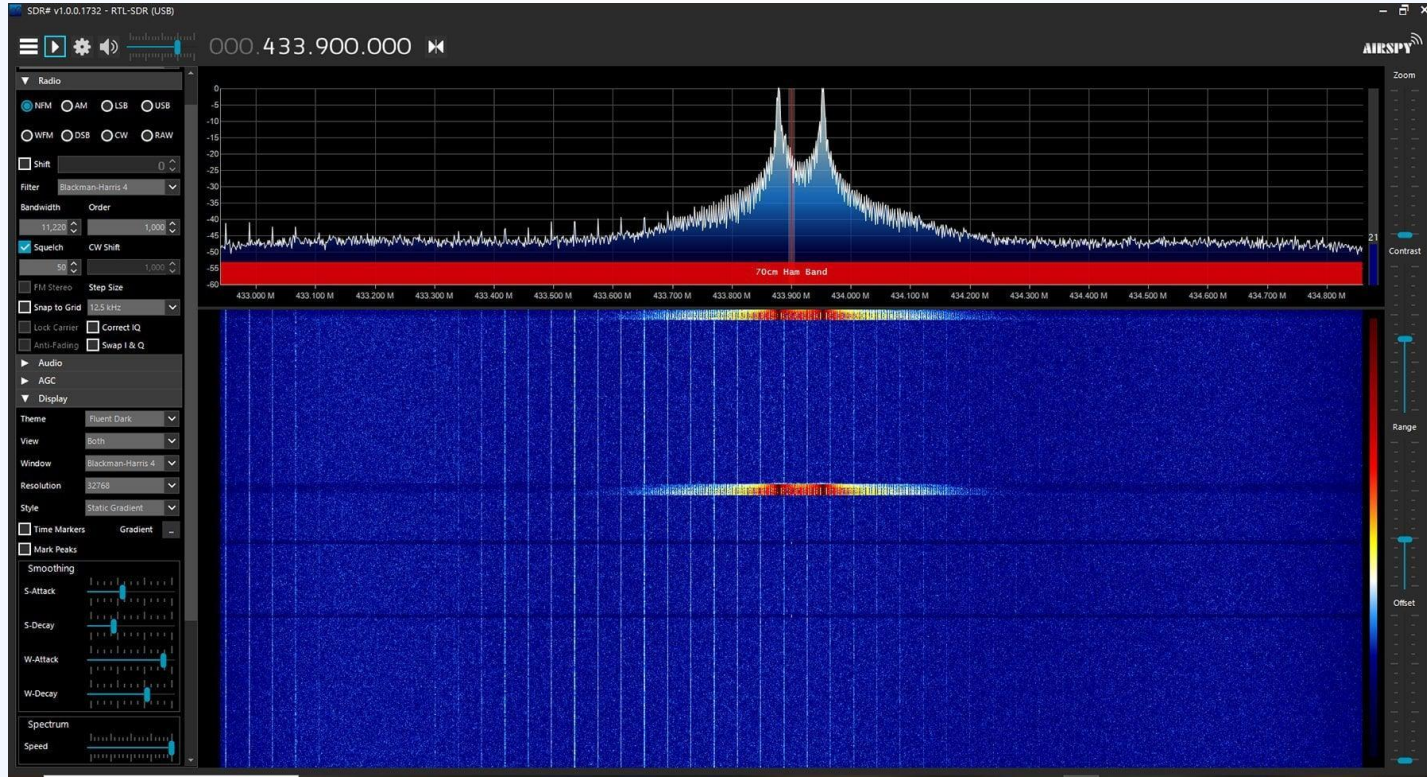 SDR# v1.0.0.1732 - RTL-SDR (USB)
000.433.900.000
AIRSPY
Radio
NFM AM LSB USB
WFM DSB CW RAW
Shift 0
Filter Blackman-Harris 4
Bandwidth Order
11,220 1,000
Squelch CW Shift
50 1,000
FM Stereo Step Size
Snap to Grid 12.5 kHz
Lock Carrier Correct IQ
Anti-Fading Swap I & Q
Audio
AGC
Display
Theme Fluent Dark
View Both
Window Blackman-Harris 4
Resolution 32768
Style Static Gradient
Time Markers Gradient ..
Mark Peaks
Smoothing
S-Attack
S-Decay
W-Attack
W-Decay
Spectrum
Speed
0
-5
-10
-15
-20
-25
-30
-35
-40
-45
-50
-55
-60
70cm Ham Band
433.000 M 433.100 M 433.200 M 433.300 M 433.400 M 433.500 M 433.600 M 433.700 M 433.800 M 433.900 M 434.000 M 434.100 M 434.200 M 434.300 M 434.400 M 434.500 M 434.600 M 434.700 M 434.800 M
21
Zoom
Contrast
Range
Offset